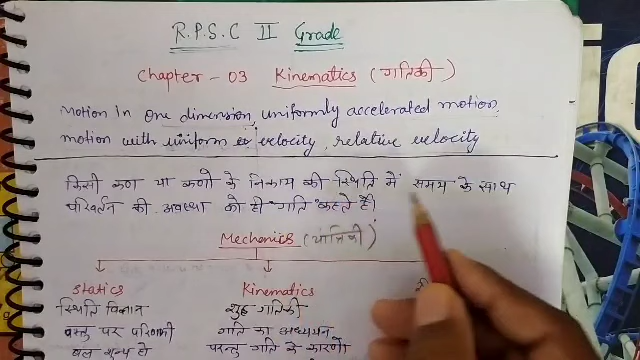 R.P.S.C II Grade
Chapter - 03 Kinematics (गतिकी)
Motion in one dimension, uniformly accelerated motion,
motion with uniform velocity, relative velocity
किसी कण या कणों के निकाय की स्थिति में समय के साथ
परिवर्तन की अवस्था को ही गति कहते हैं।
Mechanics (यांत्रिकी)
Statics Kinematics
स्थिति विज्ञान शुद्ध गतिकी
वस्तु पर परिणामी गति का अध्ययन
बल शून्य हो परन्तु गति के कारणों